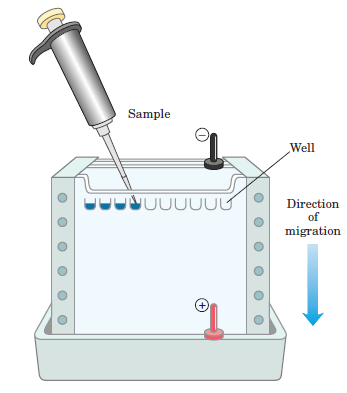 Sample
−
Well
Direction
of
migration
+